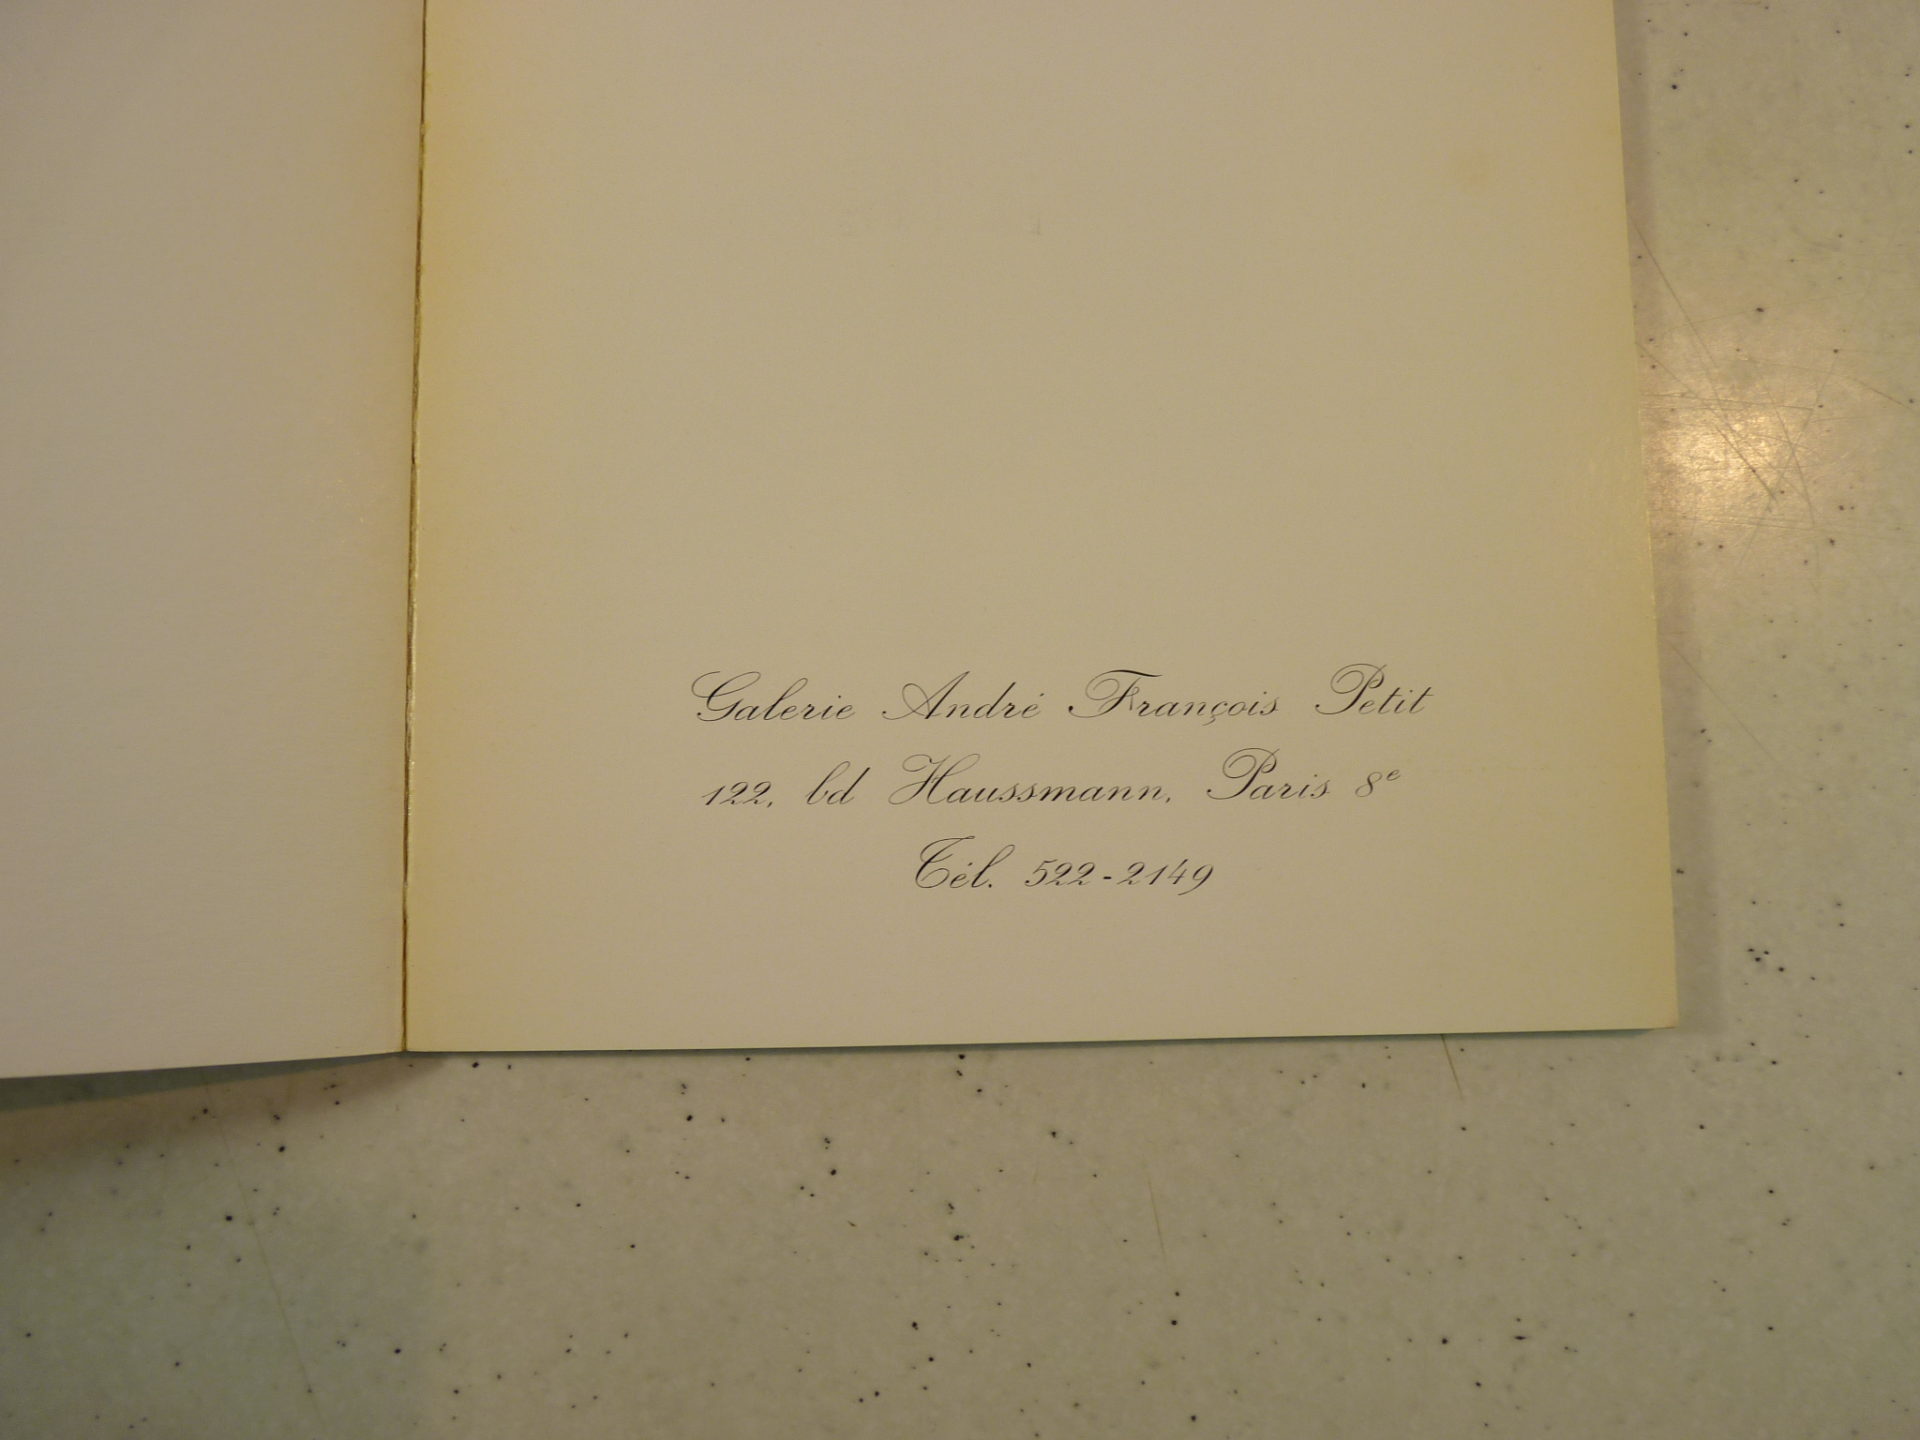 Galerie André François Petit
122, bd Haussmann, Paris 8e
Tél. 522-2149